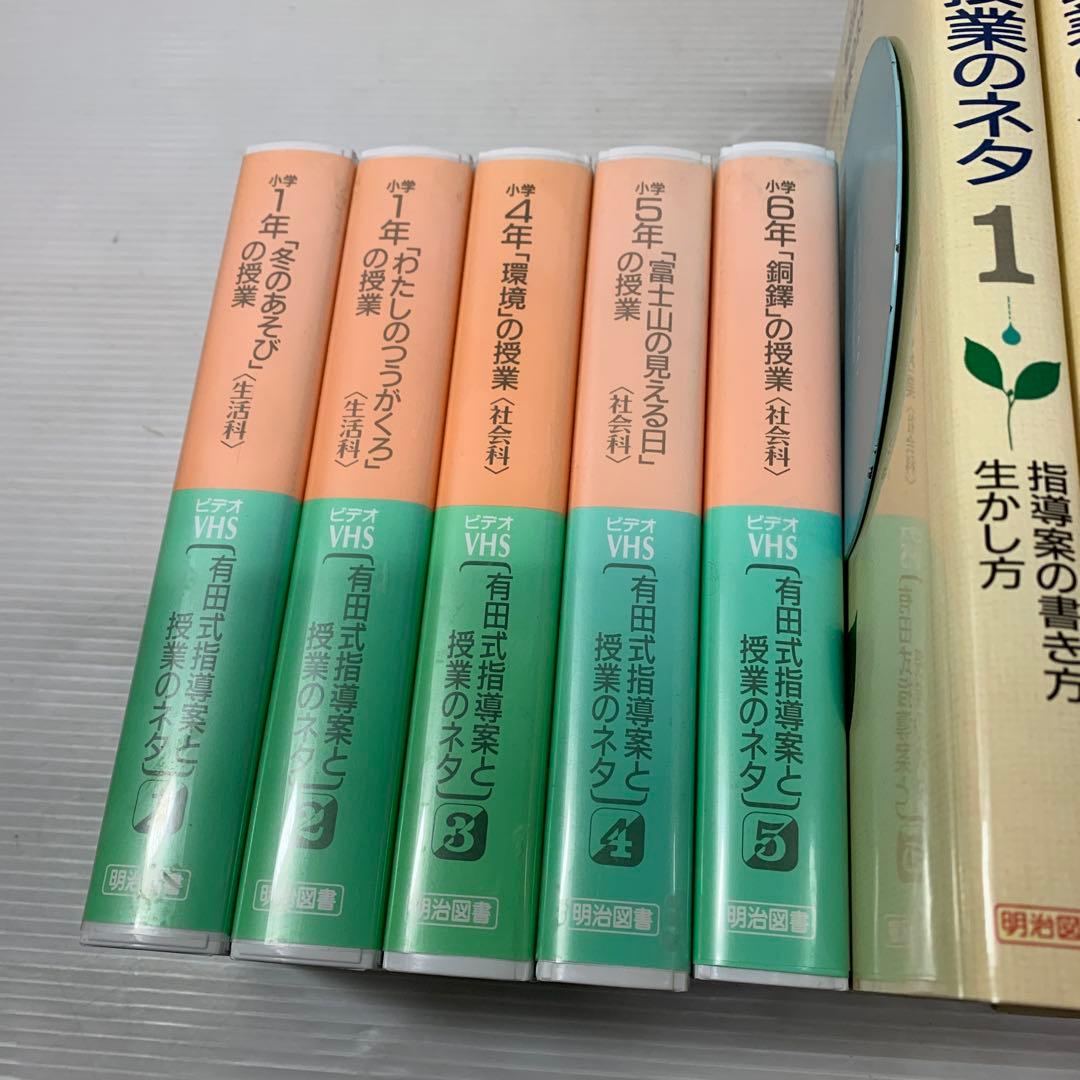 小学
1年「冬のあそび」
の授業
〈生活科〉
ビデオ
VHS
有田式指導案と
授業のネタ
1
明治図書
小学
1年「わたしのつうがくろ」
の授業
〈生活科〉
ビデオ
VHS
有田式指導案と
授業のネタ
2
明治図書
小学
4年「環境」の授業〈社会科〉
ビデオ
VHS
有田式指導案と
授業のネタ
3
明治図書
小学
5年「富士山の見える日」
の授業
〈社会科〉
ビデオ
VHS
有田式指導案と
授業のネタ
4
明治図書
小学
6年「銅鐸」の授業〈社会科〉
ビデオ
VHS
有田式指導案と
授業のネタ
5
明治図書
授業のネタ
1
指導案の書き方
生かし方
明治図